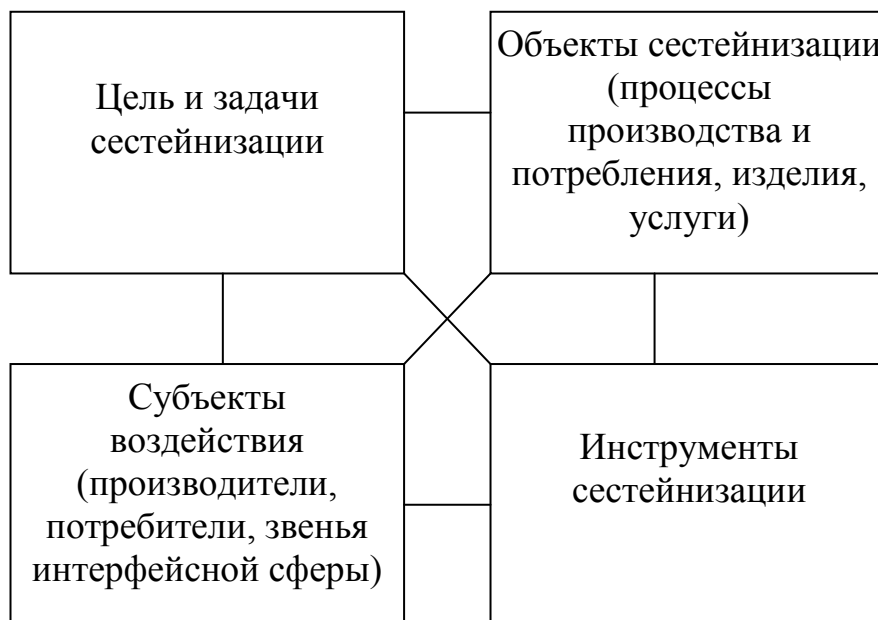 Цель и задачи
сестейнизации
Объекты сестейнизации
(процессы
производства и
потребления, изделия,
услуги)
Субъекты
воздействия
(производители,
потребители, звенья
интерфейсной сферы)
Инструменты
сестейнизации